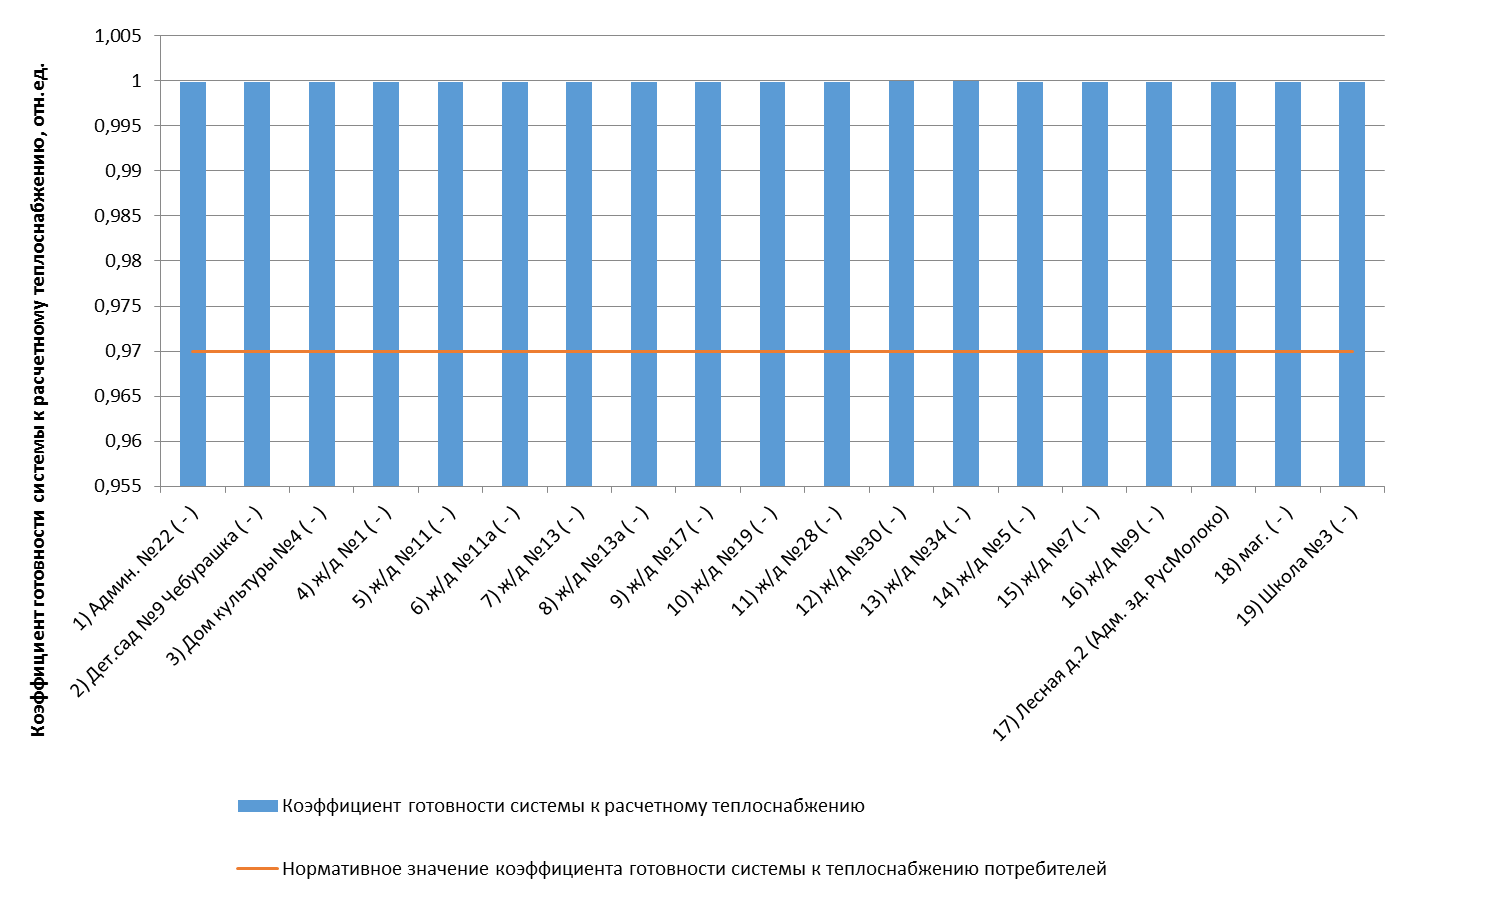 Коэффициент готовности системы к расчетному теплоснабжению, отн.ед.
1,005
1
0,995
0,99
0,985
0,98
0,975
0,97
0,965
0,96
0,955
1) Админ. №22 ( - )
2) Дет.сад №9 Чебурашка ( - )
3) Дом культуры №4 ( - )
4) ж/д №1 ( - )
5) ж/д №11 ( - )
6) ж/д №11а ( - )
7) ж/д №13 ( - )
8) ж/д №13а ( - )
9) ж/д №17 ( - )
10) ж/д №19 ( - )
11) ж/д №28 ( - )
12) ж/д №30 ( - )
13) ж/д №34 ( - )
14) ж/д №5 ( - )
15) ж/д №7 ( - )
16) ж/д №9 ( - )
17) Лесная д.2 (Адм. зд. РусМолоко)
18) маг. ( - )
19) Школа №3 ( - )
Коэффициент готовности системы к расчетному теплоснабжению
Нормативное значение коэффициента готовности системы к теплоснабжению потребителей